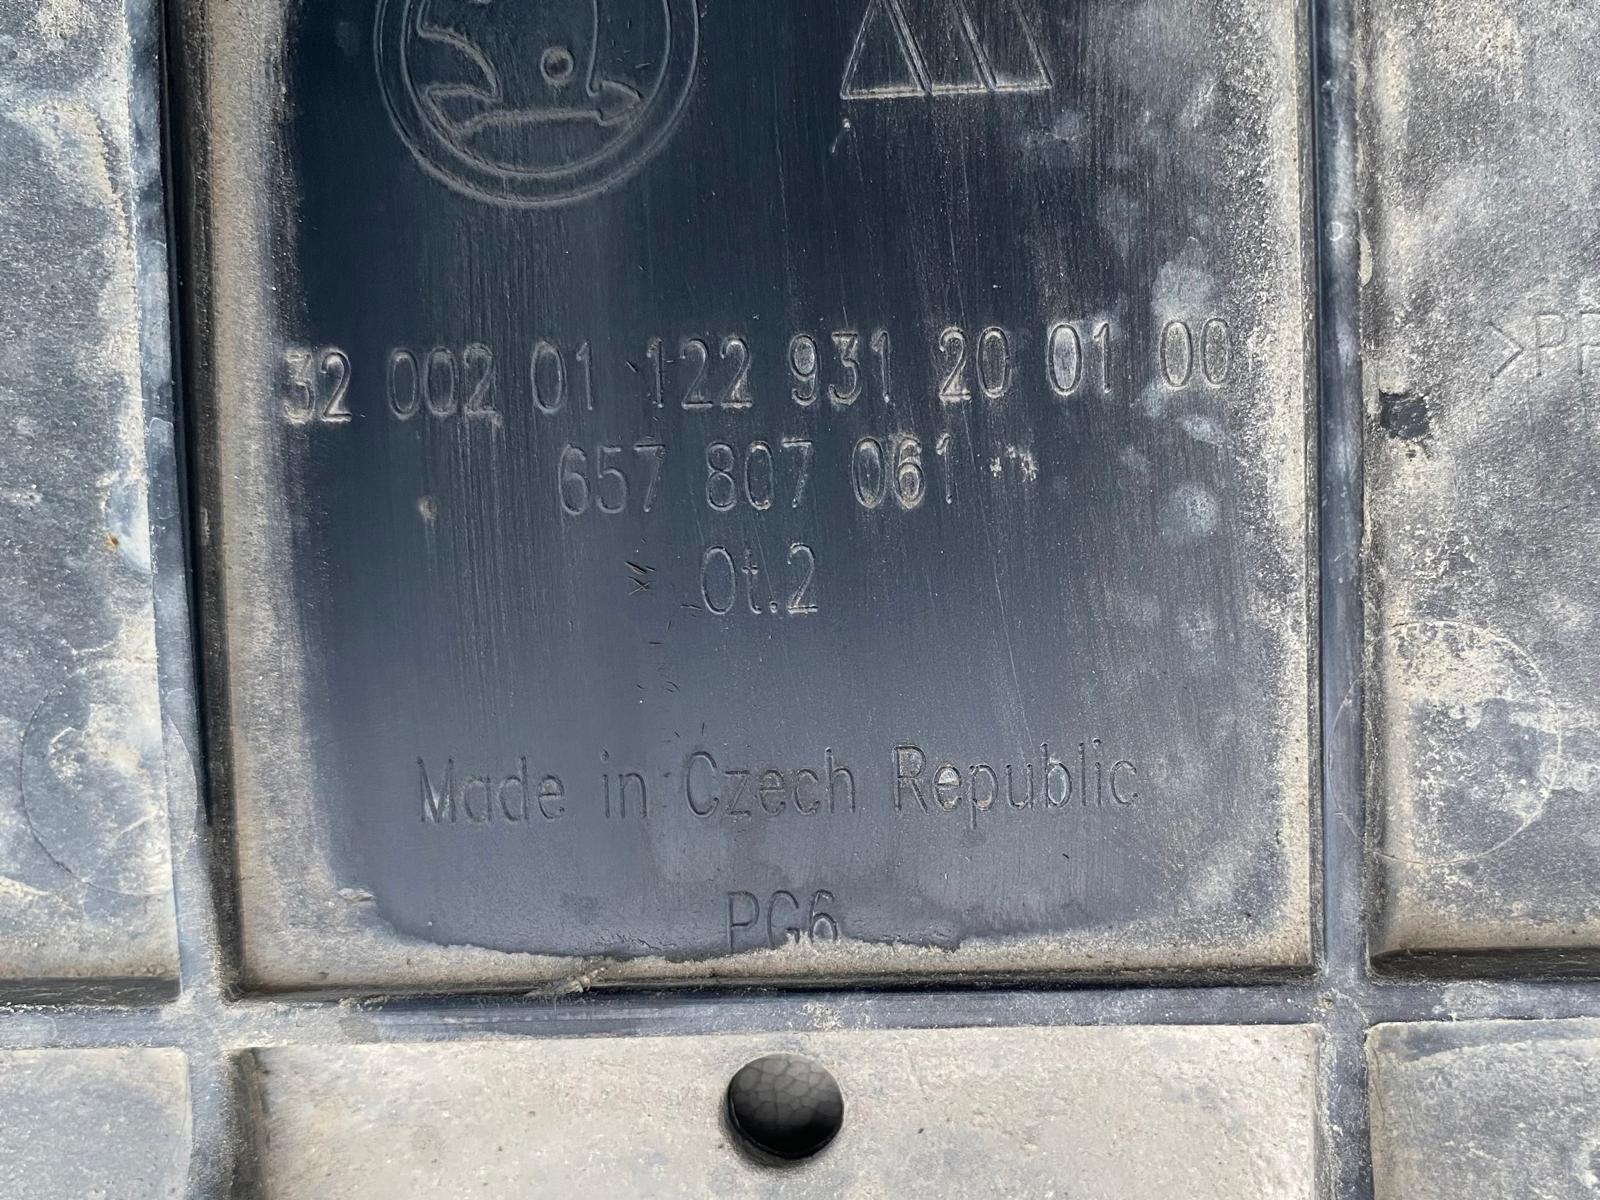 32 002 01 122 931 20 01 00
657 807 061
Ot.2
Made in Czech Republic
PG6